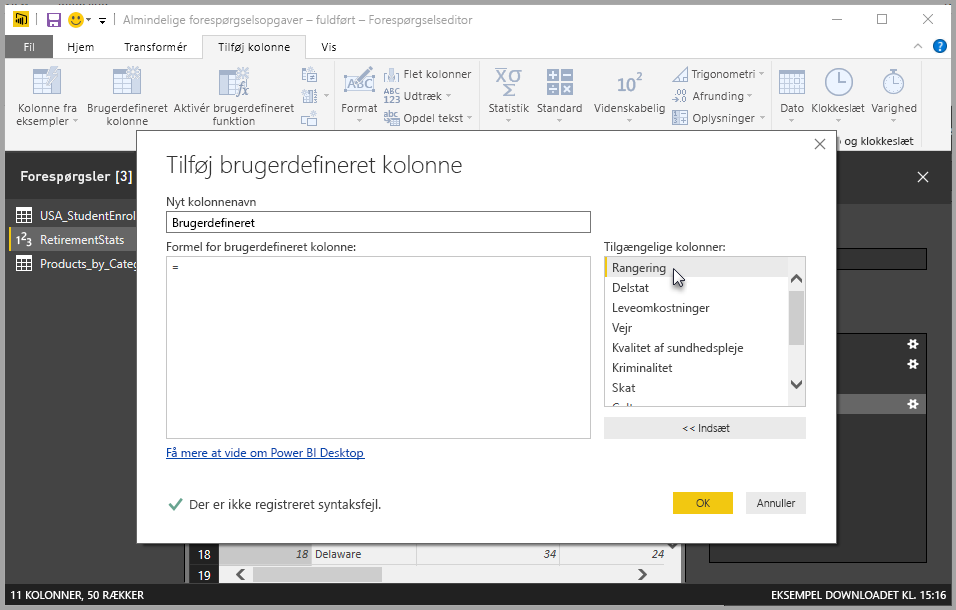 Almindelige forespørgselsopgaver – fuldført – Forespørgselseditor
Fil Hjem Transformér Tilføj kolonne Vis
Kolonne fra eksempler
Brugerdefineret kolonne
Aktivér brugerdefineret funktion
Format
Flet kolonner
Udtræk
Opdel tekst
Statistik
Standard
Videnskabelig
Trigonometri
Afrunding
Oplysninger
Dato
Klokkeslæt
Varighed
og klokkeslæt
Forespørgsler [3]
USA_StudentEnrol
RetirementStats
Products_by_Categ
Tilføj brugerdefineret kolonne
Nyt kolonnenavn
Brugerdefineret
Formel for brugerdefineret kolonne:
=
Tilgængelige kolonner:
Rangering
Delstat
Leveomkostninger
Vejr
Kvalitet af sundhedspleje
Kriminalitet
Skat
<< Indsæt
Få mere at vide om Power BI Desktop
Der er ikke registreret syntaksfejl.
OK
Annuller
18 18 Delaware 34 24
19
11 KOLONNER, 50 RÆKKER
EKSEMPEL DOWNLOADET KL. 15:16